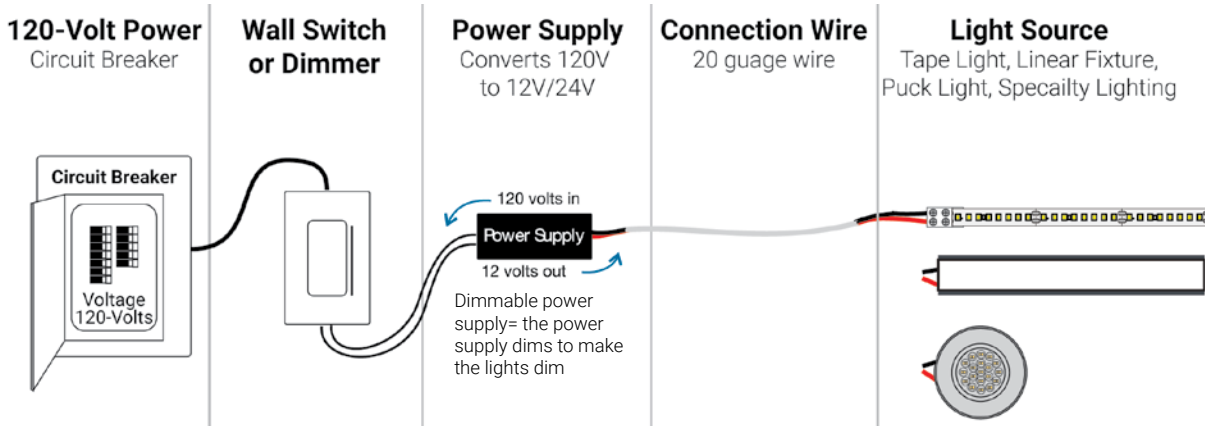 120-Volt Power
Circuit Breaker
Wall Switch
or Dimmer
Power Supply
Converts 120V
to 12V/24V
Connection Wire
20 guage wire
Light Source
Tape Light, Linear Fixture,
Puck Light, Specailty Lighting
Circuit Breaker
Voltage
120-Volts
120 volts in
Power Supply
12 volts out
Dimmable power
supply= the power
supply dims to make
the lights dim